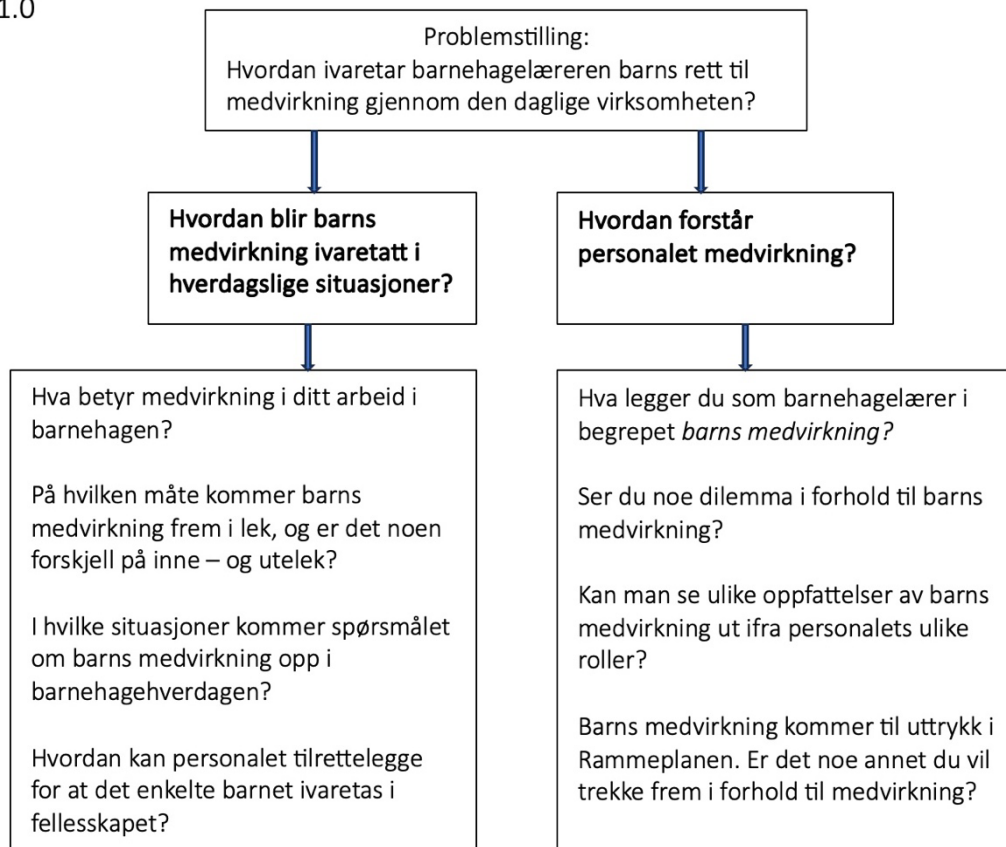 1.0
Problemstilling:
Hvordan ivaretar barnehagelæreren barns rett til
medvirkning gjennom den daglige virksomheten?
Hvordan blir barns
medvirkning ivaretatt i
hverdagslige situasjoner?
Hvordan forstår
personalet medvirkning?
Hva betyr medvirkning i ditt arbeid i
barnehagen?
På hvilken måte kommer barns
medvirkning frem i lek, og er det noen
forskjell på inne – og utelek?
I hvilke situasjoner kommer spørsmålet
om barns medvirkning opp i
barnehagehverdagen?
Hvordan kan personalet tilrettelegge
for at det enkelte barnet ivaretas i
fellesskapet?
Hva legger du som barnehagelærer i
begrepet barns medvirkning?
Ser du noe dilemma i forhold til barns
medvirkning?
Kan man se ulike oppfattelser av barns
medvirkning ut ifra personalets ulike
roller?
Barns medvirkning kommer til uttrykk i
Rammeplanen. Er det noe annet du vil
trekke frem i forhold til medvirkning?